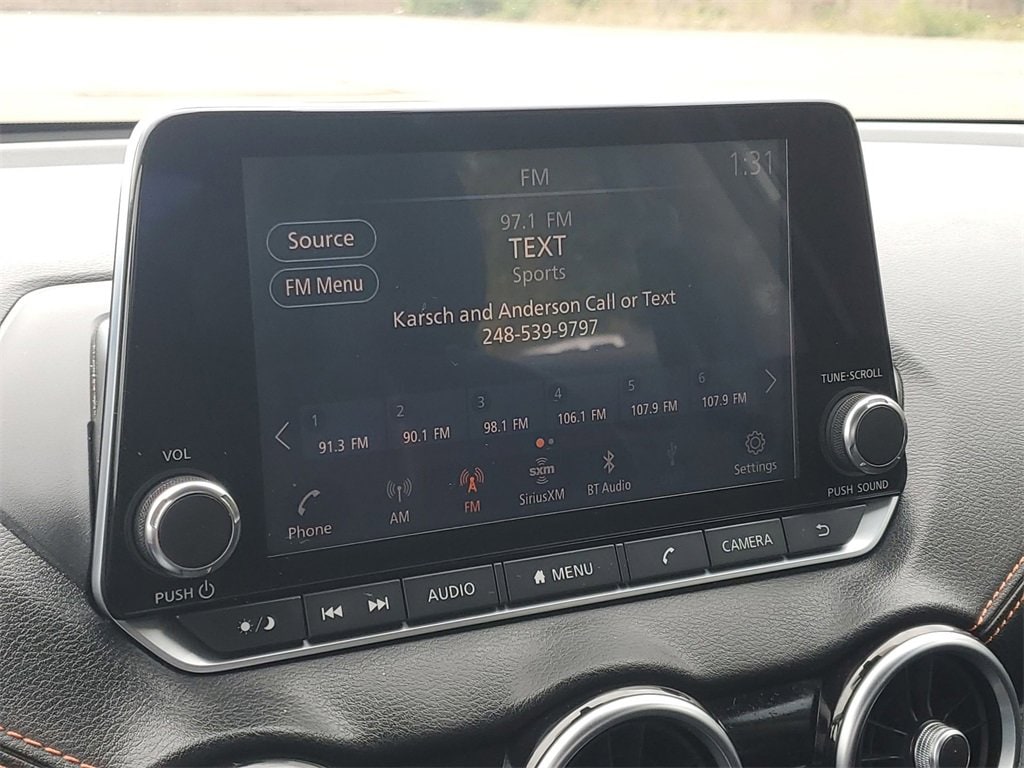 FM
1:31
Source
FM Menu
97.1 FM
TEXT
Sports
Karsch and Anderson Call or Text
248-539-9797
1 91.3 FM
2 90.1 FM
3 98.1 FM
4 106.1 FM
5 107.9 FM
6 107.9 FM
Phone
AM
FM
sxm
SiriusXM
BT Audio
Settings
VOL
PUSH
TUNE·SCROLL
PUSH SOUND
AUDIO
MENU
CAMERA